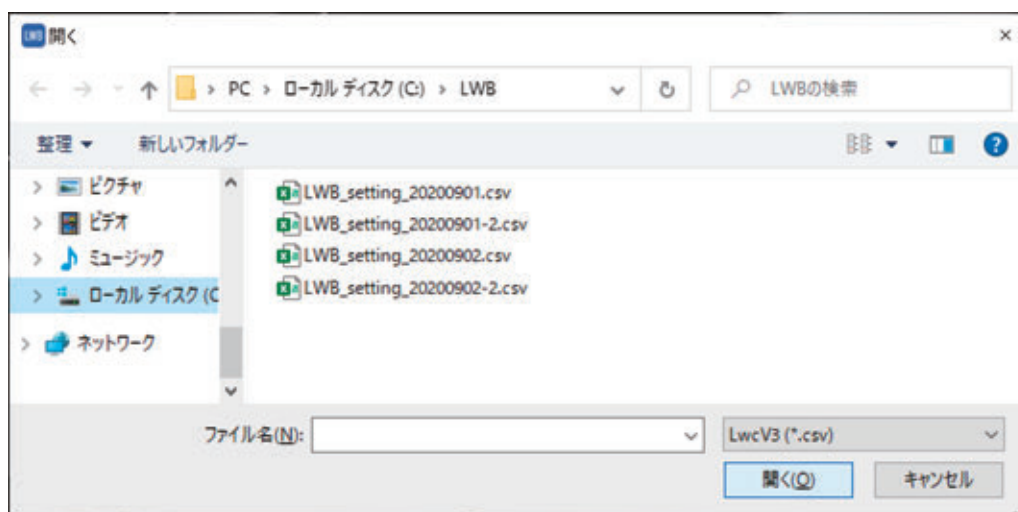 LWB 開く
PC › ローカル ディスク (C:) › LWB
LWBの検索
整理
新しいフォルダー
ピクチャ
ビデオ
ミュージック
ローカル ディスク (C
ネットワーク
LWB_setting_20200901.csv
LWB_setting_20200901-2.csv
LWB_setting_20200902.csv
LWB_setting_20200902-2.csv
ファイル名(N):
LwcV3 (*.csv)
開く(O)
キャンセル